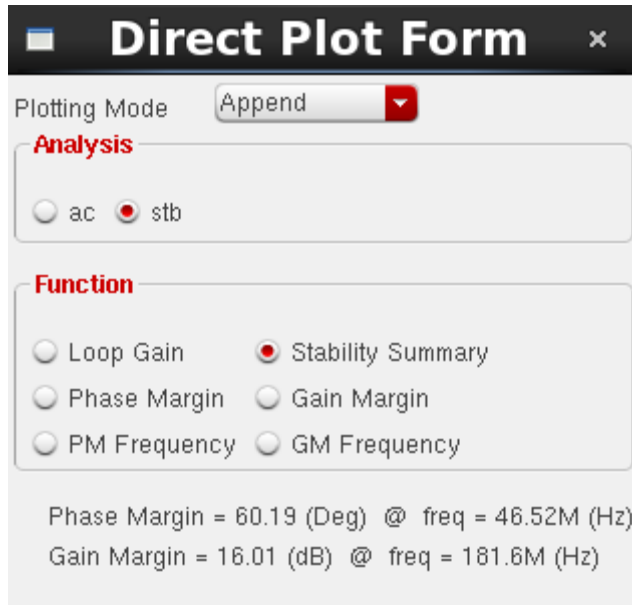 Direct Plot Form
Plotting Mode Append
Analysis
ac stb
Function
Loop Gain Stability Summary
Phase Margin Gain Margin
PM Frequency GM Frequency
Phase Margin = 60.19 (Deg) @ freq = 46.52M (Hz)
Gain Margin = 16.01 (dB) @ freq = 181.6M (Hz)